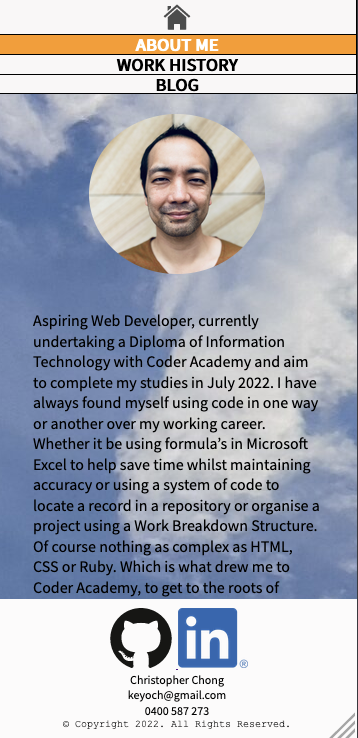 ABOUT ME
WORK HISTORY
BLOG
Aspiring Web Developer, currently
undertaking a Diploma of Information
Technology with Coder Academy and aim
to complete my studies in July 2022. I have
always found myself using code in one way
or another over my working career.
Whether it be using formula's in Microsoft
Excel to help save time whilst maintaining
accuracy or using a system of code to
locate a record in a repository or organise a
project using a Work Breakdown Structure.
Of course nothing as complex as HTML,
CSS or Ruby. Which is what drew me to
Coder Academy, to get to the roots of
in ®
Christopher Chong
keyoch@gmail.com
0400 587 273
© Copyright 2022. All Rights Reserved.